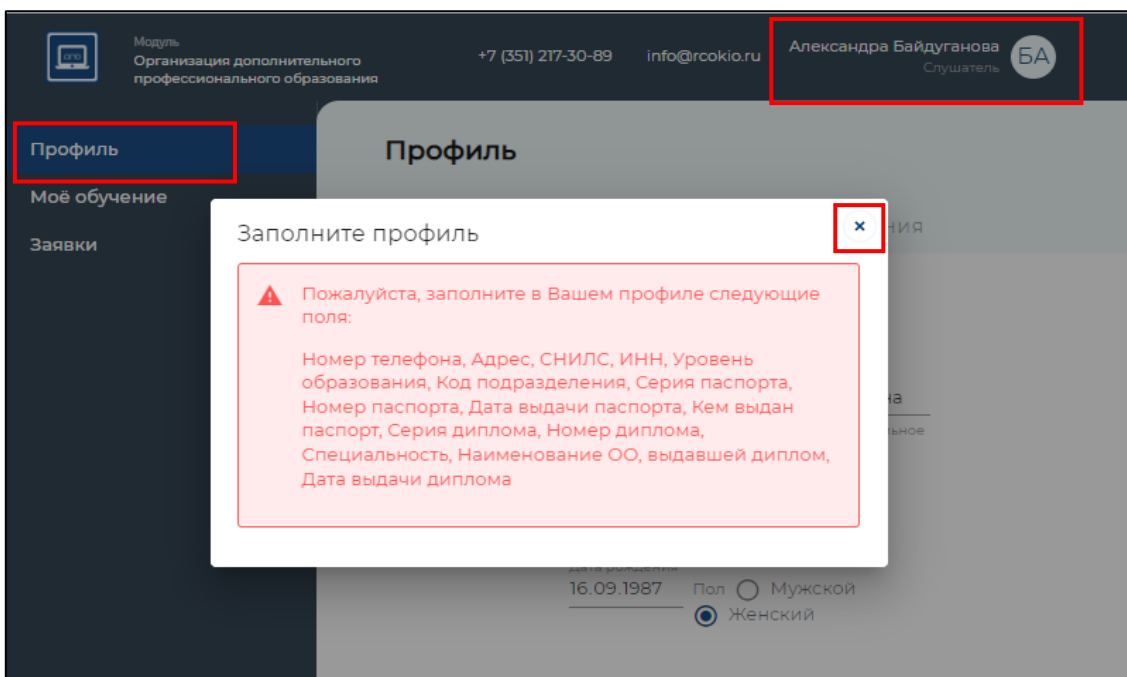 Модуль
Организация дополнительного
профессионального образования
+7 (351) 217-30-89
info@rcokio.ru
Александра Байдуганова
Слушатель
БА
Профиль
Моё обучение
Заявки
Профиль
Заполните профиль
×
Пожалуйста, заполните в Вашем профиле следующие
поля:
Номер телефона, Адрес, СНИЛС, ИНН, Уровень
образования, Код подразделения, Серия паспорта,
Номер паспорта, Дата выдачи паспорта, Кем выдан
паспорт, Серия диплома, Номер диплома,
Специальность, Наименование ОО, выдавшей диплом,
Дата выдачи диплома
Дата рождения
16.09.1987
Пол
Мужской
Женский